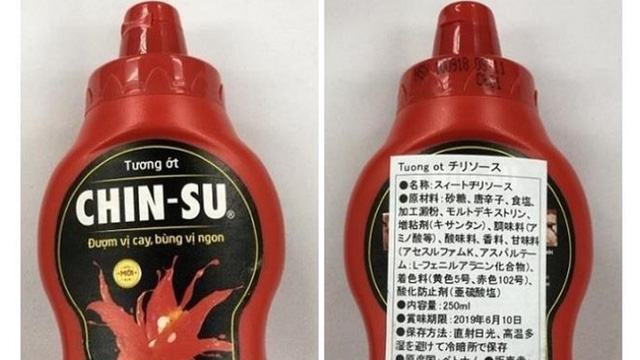 Tương ớt
CHIN-SU®
Đượm vị cay, bùng vị ngon
MỚI
Tuong ot チリソース
●名称:スィートチリソース
●原材料:砂糖、唐辛子、食塩、
加工澱粉、モルトデキストリン、
増粘剤(キサンタン)、調味料(ア
ミノ酸等)、酸味料、香料、甘味料
(アセスルファムK、アスパルテー
ム:L-フェニルアラニン化合物)、
着色料(黄色5号、赤色102号)、
酸化防止剤(亜硫酸塩)
●内容量:250ml
●賞味期限:2019年6月10日
●保存方法:直射日光、高温多
湿を避けて冷暗所で保存